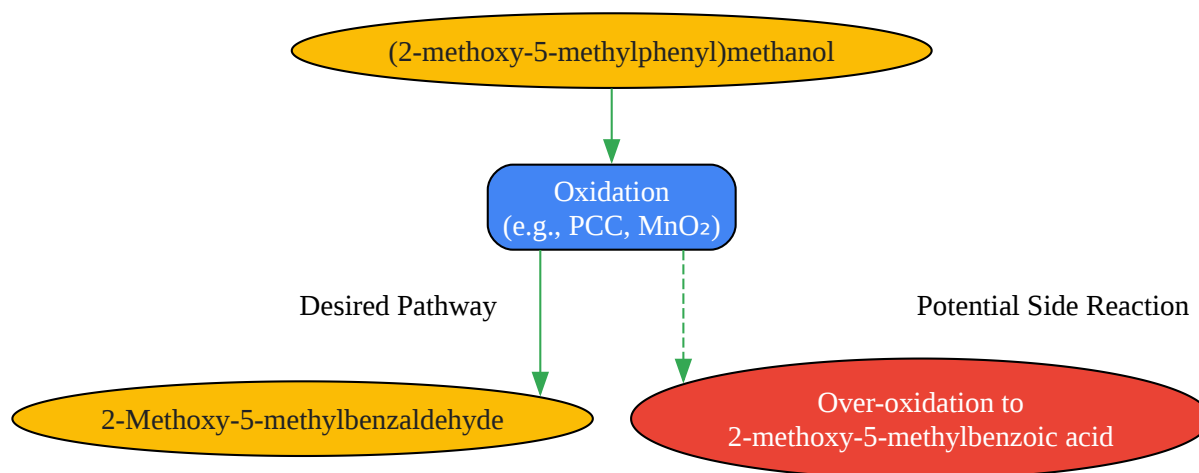 (2-methoxy-5-methylphenyl)methanol
Oxidation
(e.g., PCC, MnO₂)
Desired Pathway
Potential Side Reaction
2-Methoxy-5-methylbenzaldehyde
Over-oxidation to
2-methoxy-5-methylbenzoic acid